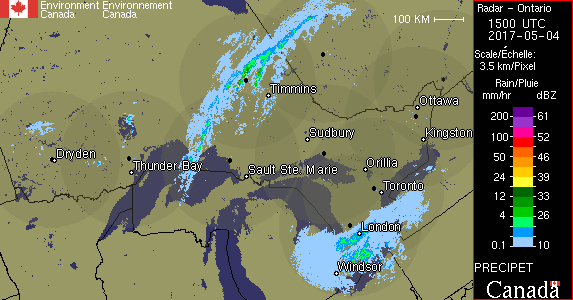 Environment Environnement
Canada Canada
100 KM
Timmins
Ottawa
Sudbury
Kingston
Dryden
Thunder Bay
Sault Ste. Marie
Orillia
Toronto
London
Windsor
Radar - Ontario
1500 UTC
2017-05-04
Scale/Échelle:
3.5 km/Pixel
Rain/Pluie
mm/hr dBZ
200 61
100 52
50 46
24 39
12 33
4 26
0.1 10
PRECIPET
Canada